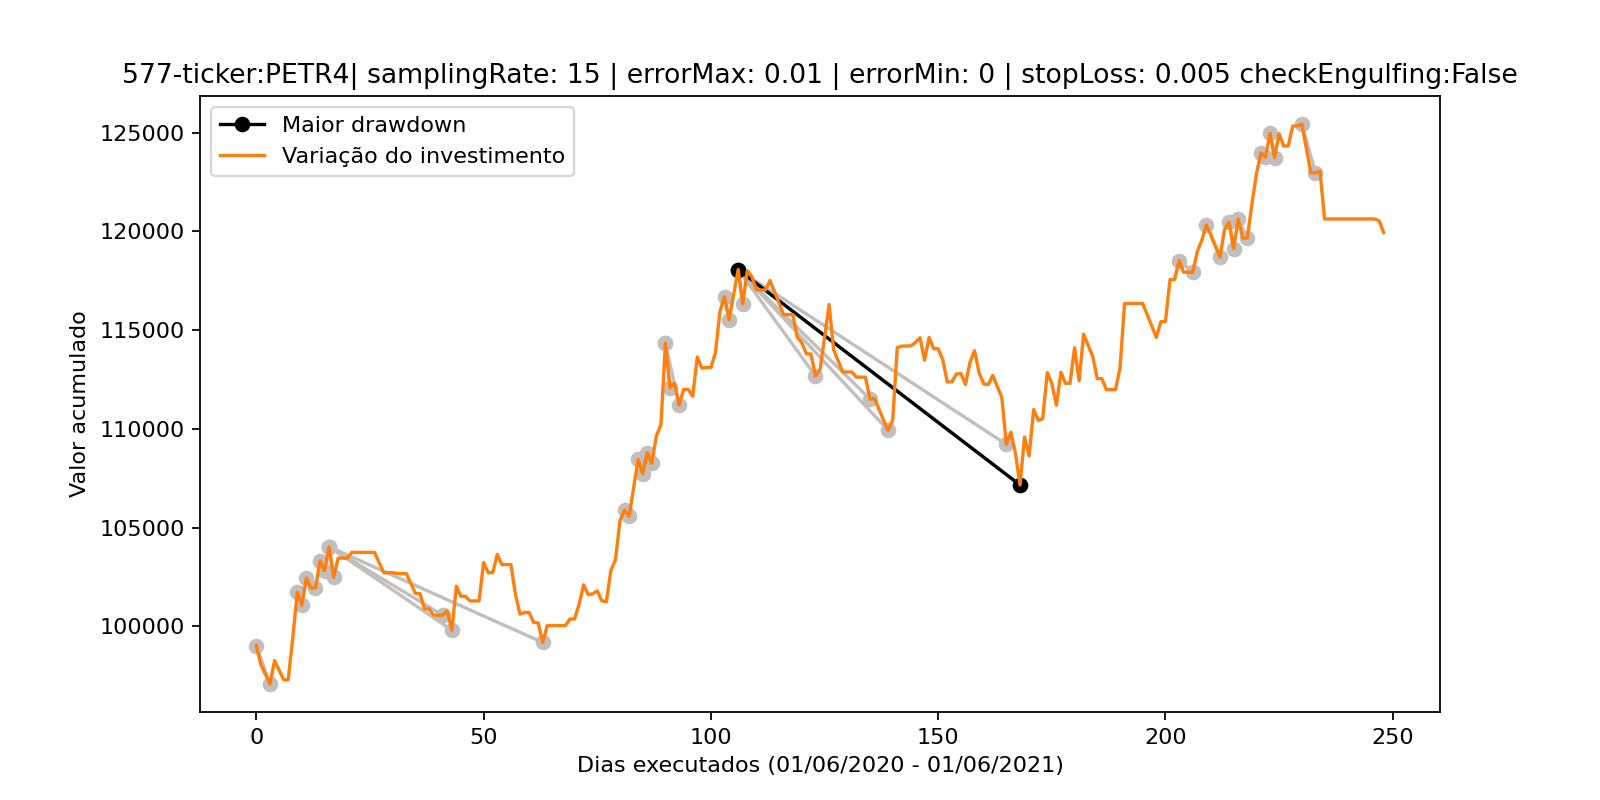 577-ticker:PETR4| samplingRate: 15 | errorMax: 0.01 | errorMin: 0 | stopLoss: 0.005 checkEngulfing:False
Maior drawdown
Variação do investimento
125000
120000
115000
110000
105000
100000
Valor acumulado
0 50 100 150 200 250
Dias executados (01/06/2020 - 01/06/2021)